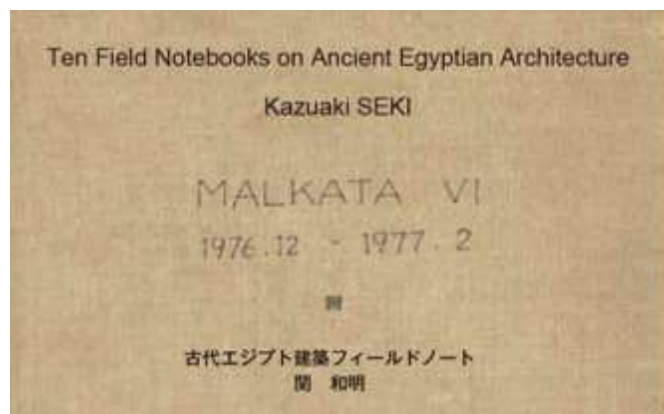 Ten Field Notebooks on Ancient Egyptian Architecture
Kazuaki SEKI
MALKATA VI
1976.12 - 1977.2
関
古代エジプト建築フィールドノート
関 和明